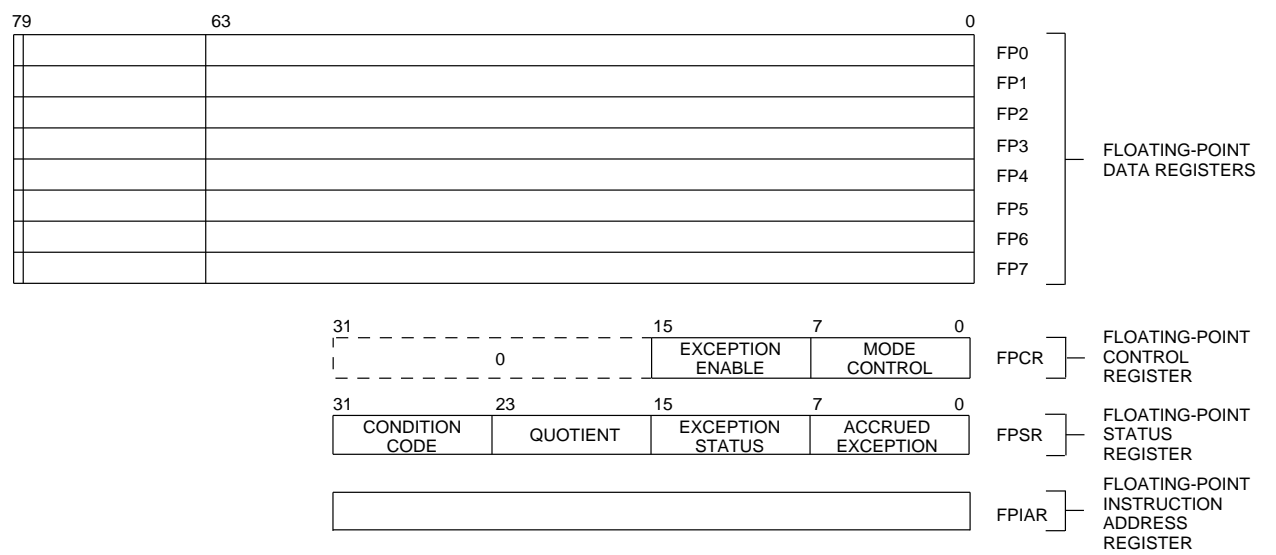 79 63 0
FP0
FP1
FP2
FP3
FP4
FP5
FP6
FP7
FLOATING-POINT
DATA REGISTERS
31 15 7 0
0
EXCEPTION
ENABLE
MODE
CONTROL
FPCR
FLOATING-POINT
CONTROL
REGISTER
31 23 15 7 0
CONDITION
CODE
QUOTIENT
EXCEPTION
STATUS
ACCRUED
EXCEPTION
FPSR
FLOATING-POINT
STATUS
REGISTER
FPIAR
FLOATING-POINT
INSTRUCTION
ADDRESS
REGISTER